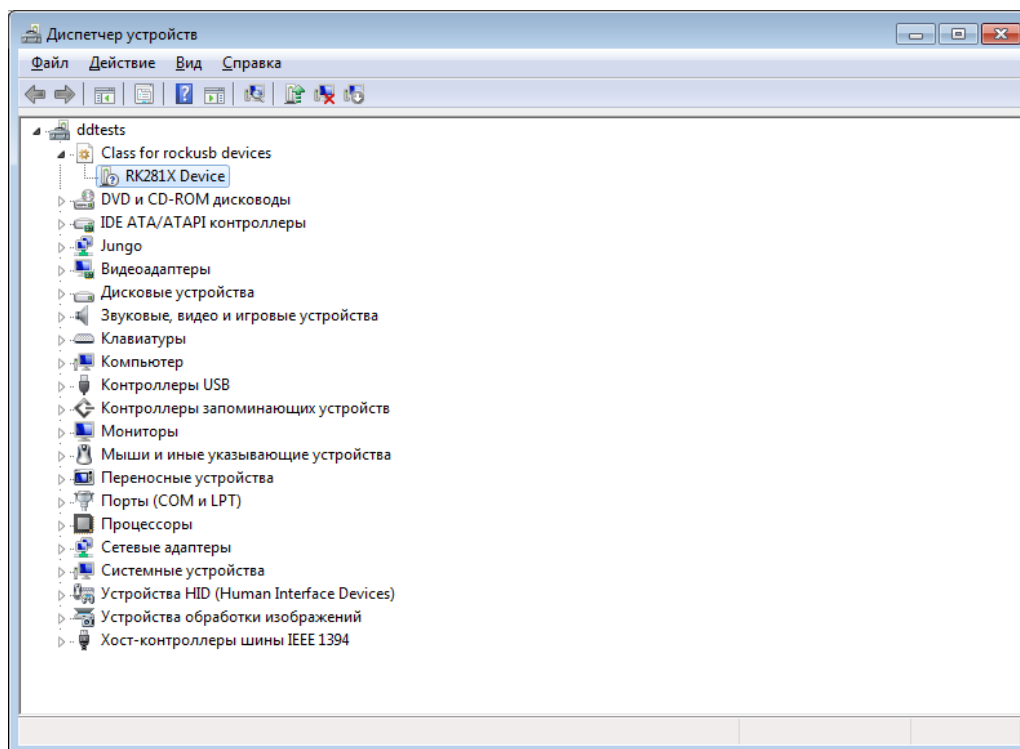 Диспетчер устройств
Файл Действие Вид Справка
ddtests
Class for rockusb devices
RK281X Device
DVD и CD-ROM дисководы
IDE ATA/ATAPI контроллеры
Jungo
Видеоадаптеры
Дисковые устройства
Звуковые, видео и игровые устройства
Клавиатуры
Компьютер
Контроллеры USB
Контроллеры запоминающих устройств
Мониторы
Мыши и иные указывающие устройства
Переносные устройства
Порты (COM и LPT)
Процессоры
Сетевые адаптеры
Системные устройства
Устройства HID (Human Interface Devices)
Устройства обработки изображений
Хост-контроллеры шины IEEE 1394